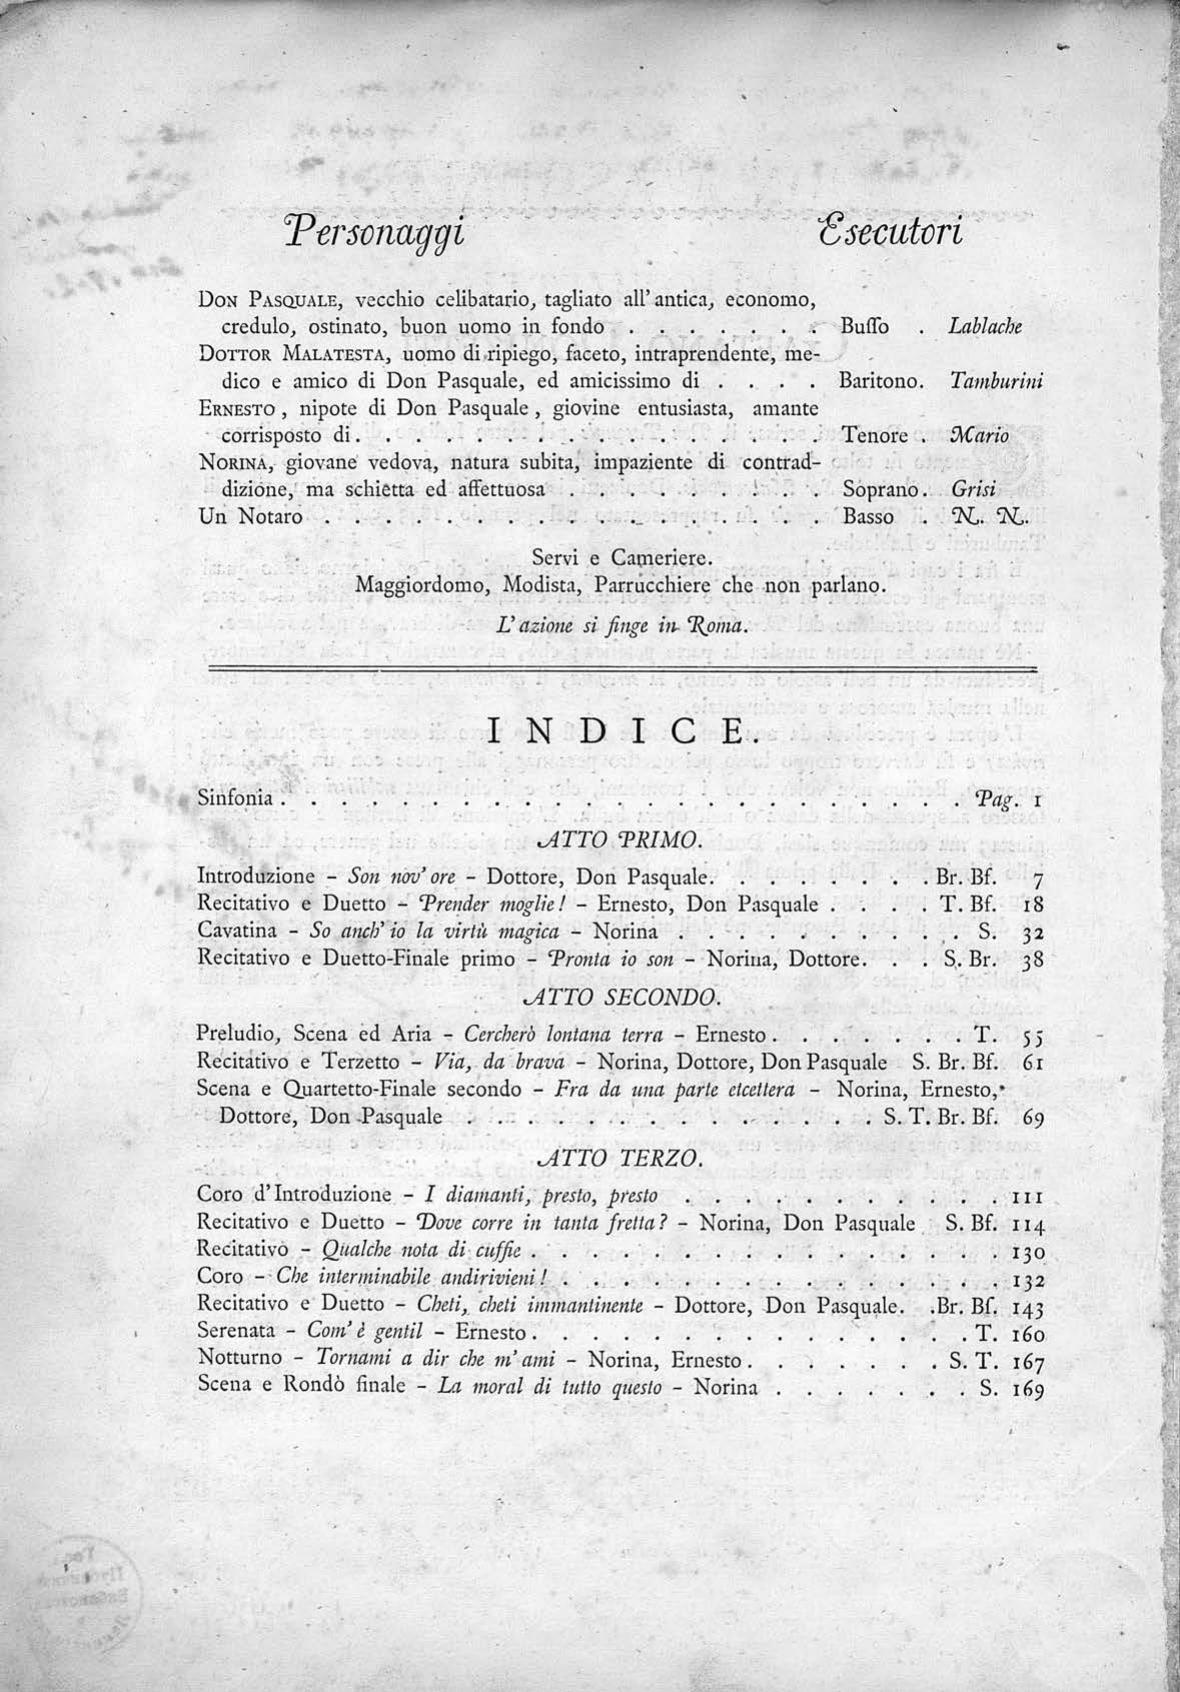 Personaggi Esecutori
DON PASQUALE, vecchio celibatario, tagliato all' antica, economo,
credulo, ostinato, buon uomo in fondo . . . . . . . Buffo . Lablache
DOTTOR MALATESTA, uomo di ripiego, faceto, intraprendente, me-
dico e amico di Don Pasquale, ed amicissimo di . . . . Baritono. Tamburini
ERNESTO, nipote di Don Pasquale, giovine entusiasta, amante
corrisposto di . . . . . . . . . . . . . . . . Tenore . Mario
NORINA, giovane vedova, natura subita, impaziente di contrad-
dizione, ma schietta ed affettuosa . . . . . . . . . Soprano. Grisi
Un Notaro . . . . . . . . . . . . . . . . . Basso . N. N.
Servi e Cameriere.
Maggiordomo, Modista, Parrucchiere che non parlano.
L' azione si finge in Roma.
INDICE.
Sinfonia . . . . . . . . . . . . . . . . . . . . . . . Pag. 1
ATTO PRIMO.
Introduzione – Son nov' ore – Dottore, Don Pasquale. . . . . . . . Br. Bf. 7
Recitativo e Duetto – Prender moglie! – Ernesto, Don Pasquale . . . . T. Bf. 18
Cavatina – So anch' io la virtù magica – Norina . . . . . . . . . . S. 32
Recitativo e Duetto-Finale primo – Pronta io son – Norina, Dottore. . . S. Br. 38
ATTO SECONDO.
Preludio, Scena ed Aria – Cercherò lontana terra – Ernesto . . . . . . . T. 55
Recitativo e Terzetto – Via, da brava – Norina, Dottore, Don Pasquale S. Br. Bf. 61
Scena e Quartetto-Finale secondo – Fra da una parte etcettera – Norina, Ernesto,
Dottore, Don Pasquale . . . . . . . . . . . . . . S. T. Br. Bf. 69
ATTO TERZO.
Coro d'Introduzione – I diamanti, presto, presto . . . . . . . . . . . 111
Recitativo e Duetto – Dove corre in tanta fretta? – Norina, Don Pasquale S. Bf. 114
Recitativo – Qualche nota di cuffie . . . . . . . . . . . . . . . . 130
Coro – Che interminabile andirivieni! . . . . . . . . . . . . . . . 132
Recitativo e Duetto – Cheti, cheti immantinente – Dottore, Don Pasquale. .Br. Bf. 143
Serenata – Com' è gentil – Ernesto . . . . . . . . . . . . . . . T. 160
Notturno – Tornami a dir che m' ami – Norina, Ernesto . . . . . . . S. T. 167
Scena e Rondò finale – La moral di tutto questo – Norina . . . . . . . S. 169